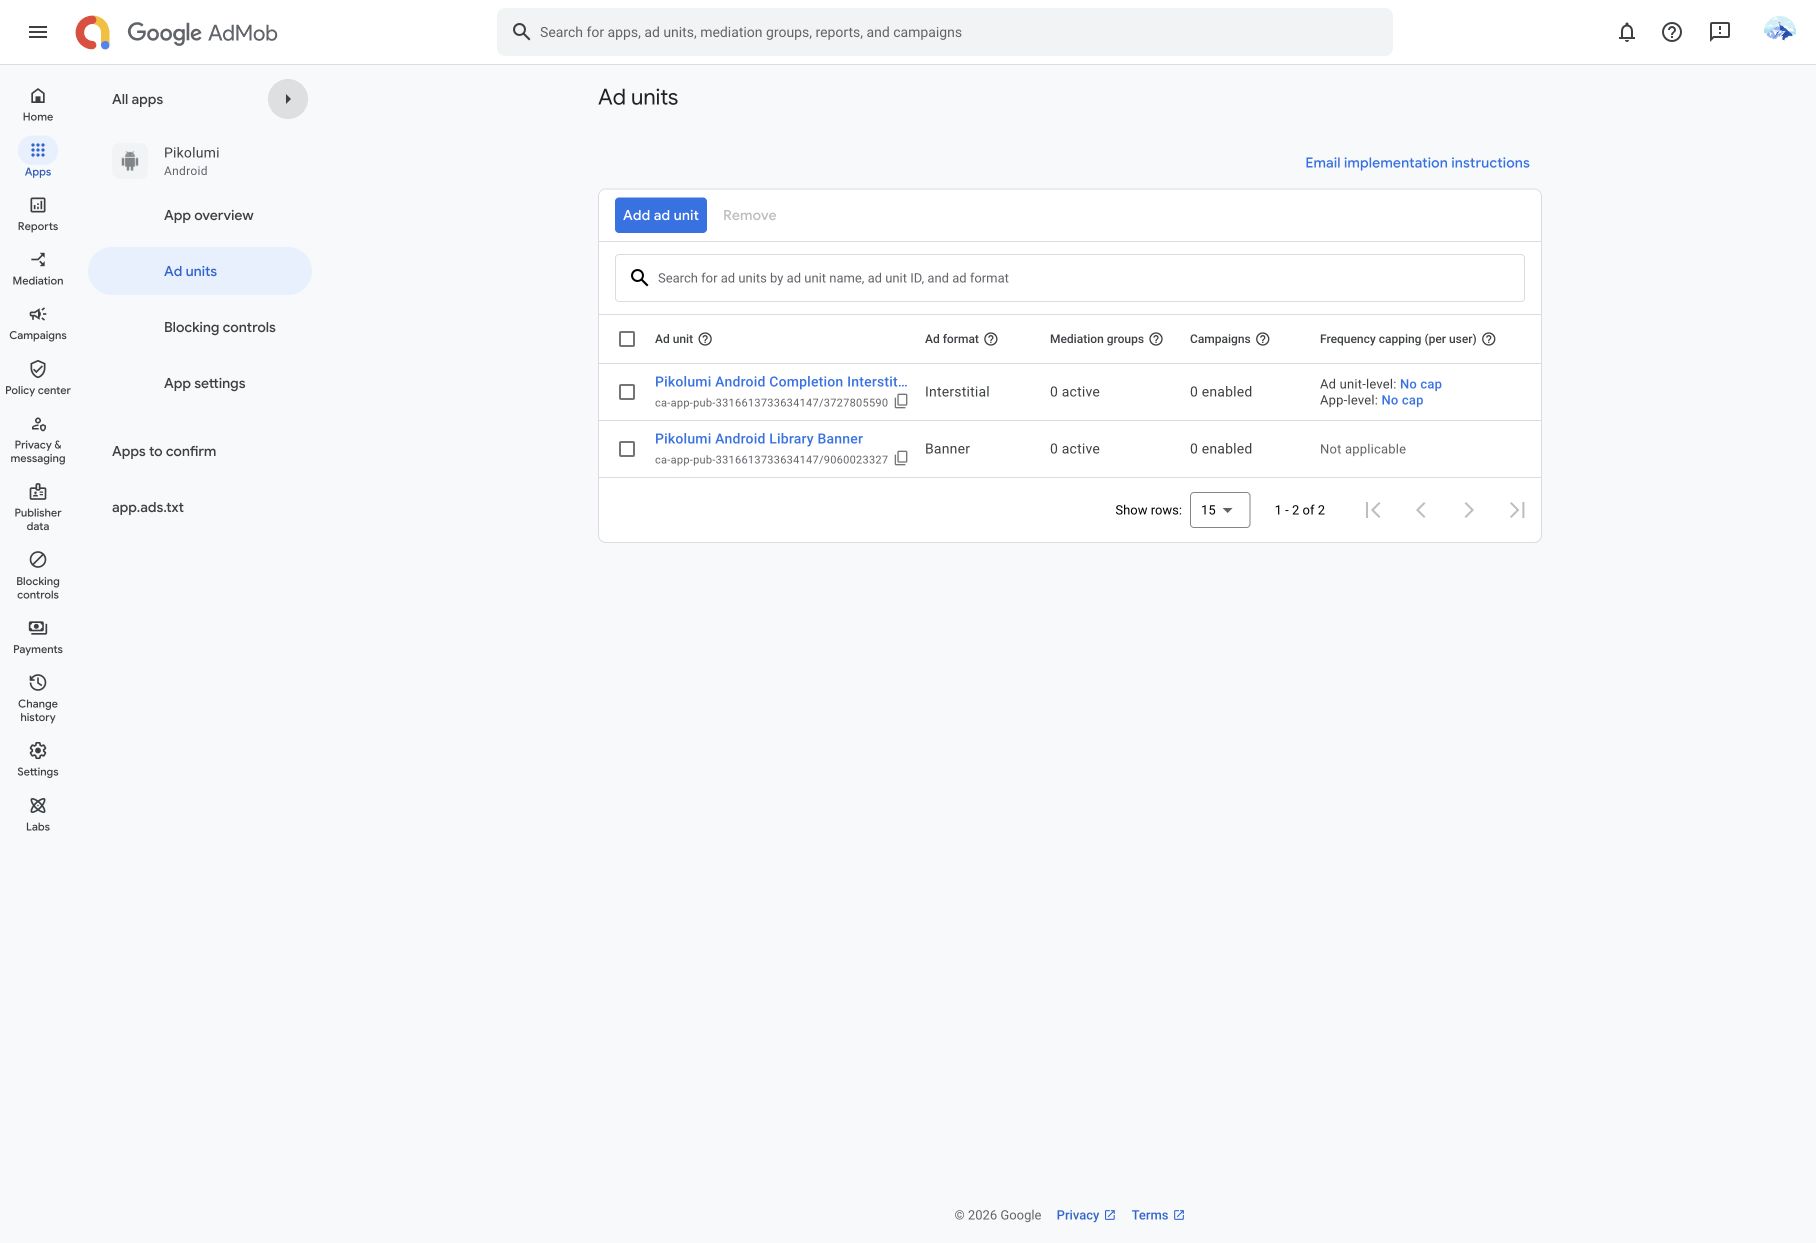 Google AdMob
Search for apps, ad units, mediation groups, reports, and campaigns
Home
Apps
Reports
Mediation
Campaigns
Policy center
Privacy &
messaging
Publisher
data
Blocking
controls
Payments
Change
history
Settings
Labs
All apps
Pikolumi
Android
App overview
Ad units
Blocking controls
App settings
Apps to confirm
app.ads.txt
Ad units
Email implementation instructions
Add ad unit Remove
Search for ad units by ad unit name, ad unit ID, and ad format
Ad unit Ad format Mediation groups Campaigns Frequency capping (per user)
Pikolumi Android Completion Interstit...
ca-app-pub-3316613733634147/3727805590
Interstitial 0 active 0 enabled
Ad unit-level: No cap
App-level: No cap
Pikolumi Android Library Banner
ca-app-pub-3316613733634147/9060023327
Banner 0 active 0 enabled Not applicable
Show rows: 15 1 - 2 of 2
© 2026 Google Privacy Terms